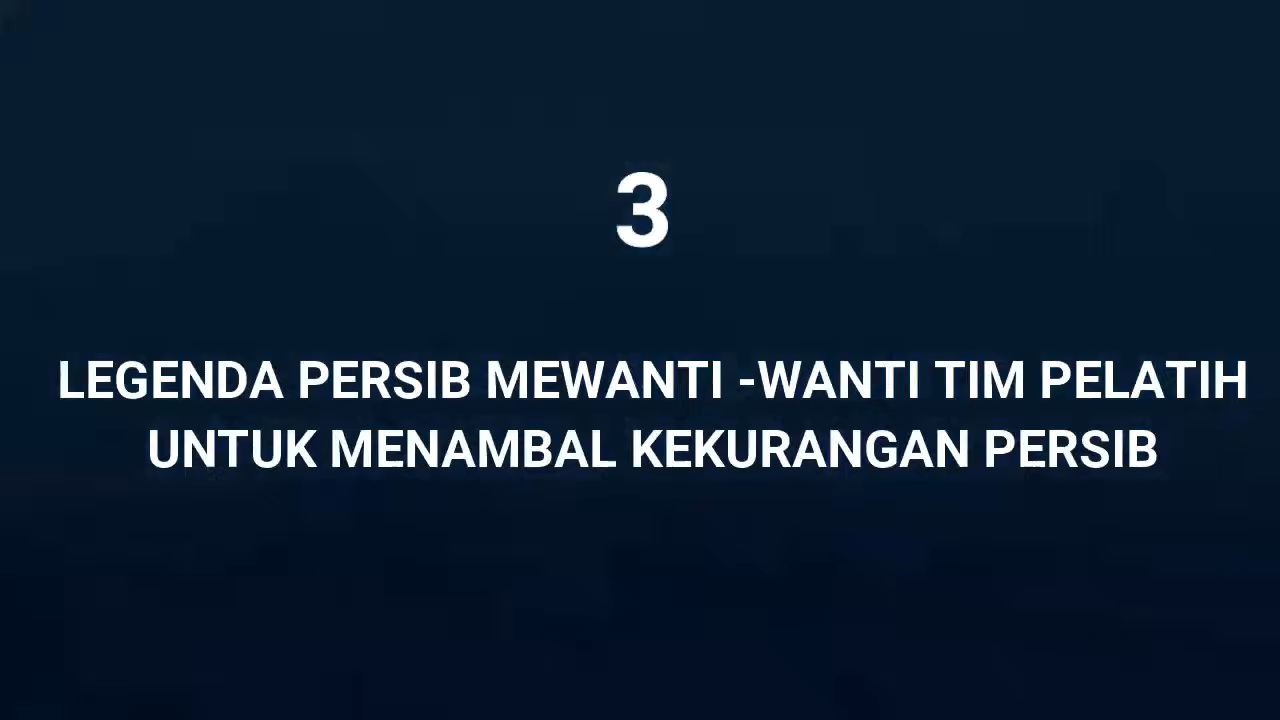 3
LEGENDA PERSIB MEWANTI -WANTI TIM PELATIH
UNTUK MENAMBAL KEKURANGAN PERSIB